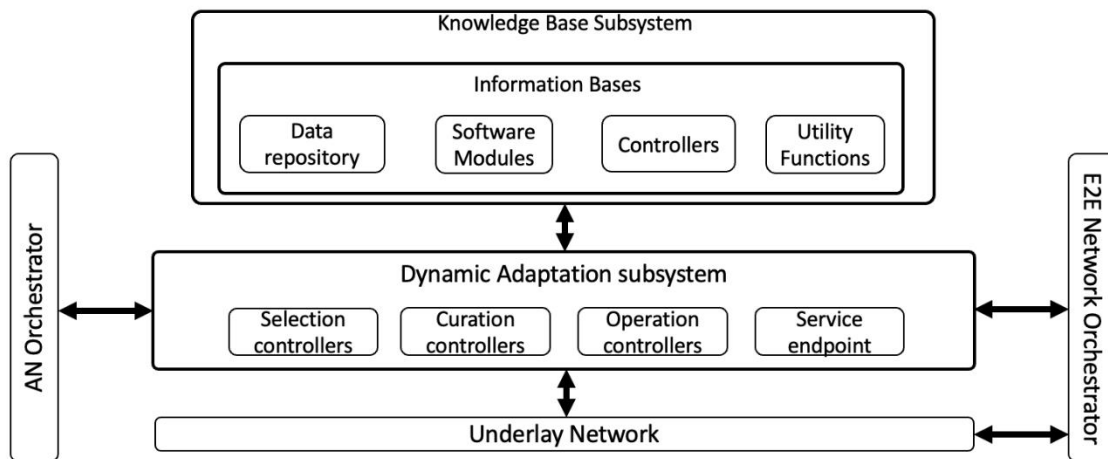 Knowledge Base Subsystem
Information Bases
Data
repository
Software
Modules
Controllers
Utility
Functions
AN Orchestrator
E2E Network Orchestrator
Dynamic Adaptation subsystem
Selection
controllers
Curation
controllers
Operation
controllers
Service
endpoint
Underlay Network